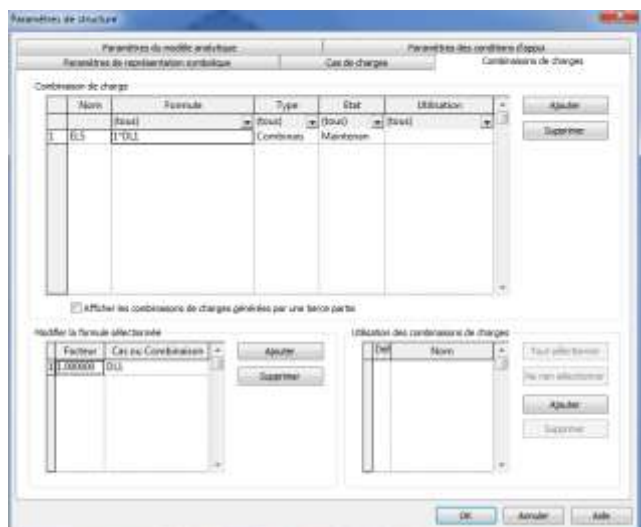 Paramètres de structure
Paramètres du modèle analytique
Paramètres des conditions d'appui
Paramètres de représentation symbolique
Cas de charges
Combinaisons de charges
Combinaison de charge
Nom Formule Type Etat Utilisation
(tous) (tous) (tous) (tous)
1 ELS 1*DL1 Combinais Maintenan
Ajouter
Supprimer
Afficher les combinaisons de charges générées par une tierce partie
Modifier la formule sélectionnée
Facteur Cas ou Combinaison
1 1.000000 DL1
Ajouter
Supprimer
Utilisation des combinaisons de charges
Déf Nom
Tout sélectionner
Ne rien sélectionner
Ajouter
Supprimer
OK Annuler Aide